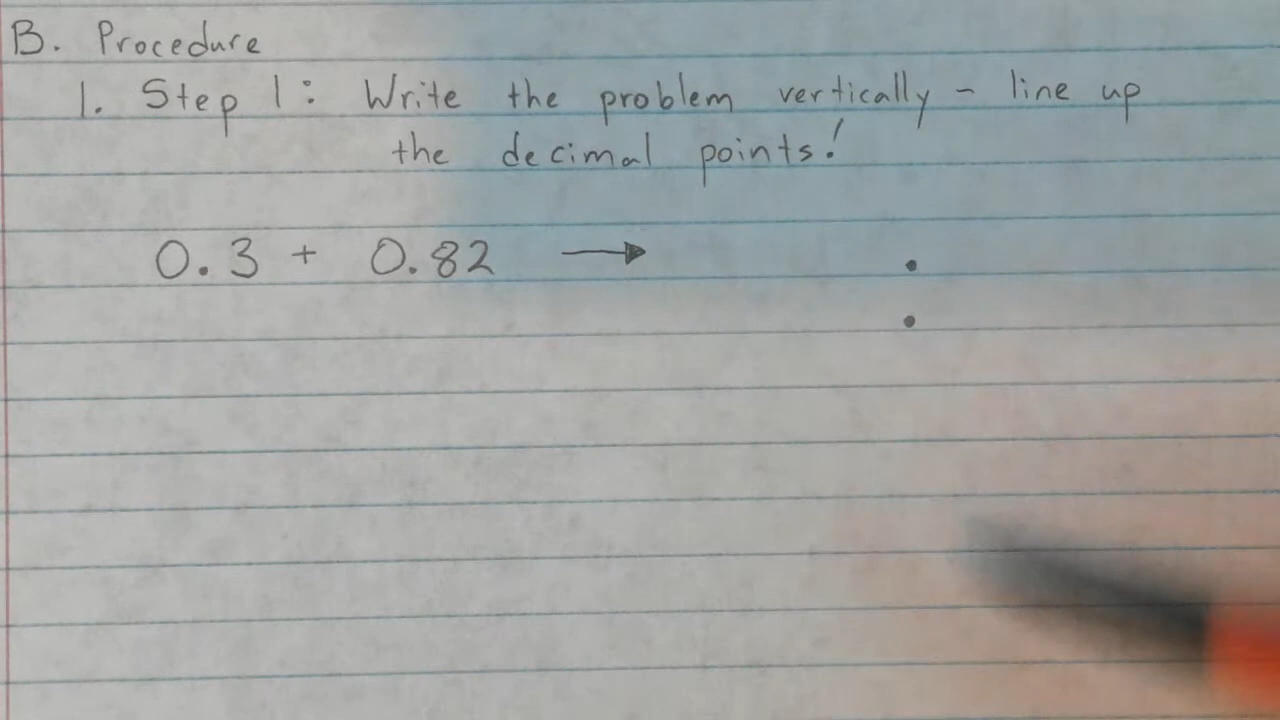 B. Procedure
1. Step 1: Write the problem vertically - line up
the decimal points!
0.3 + 0.82 → .
.